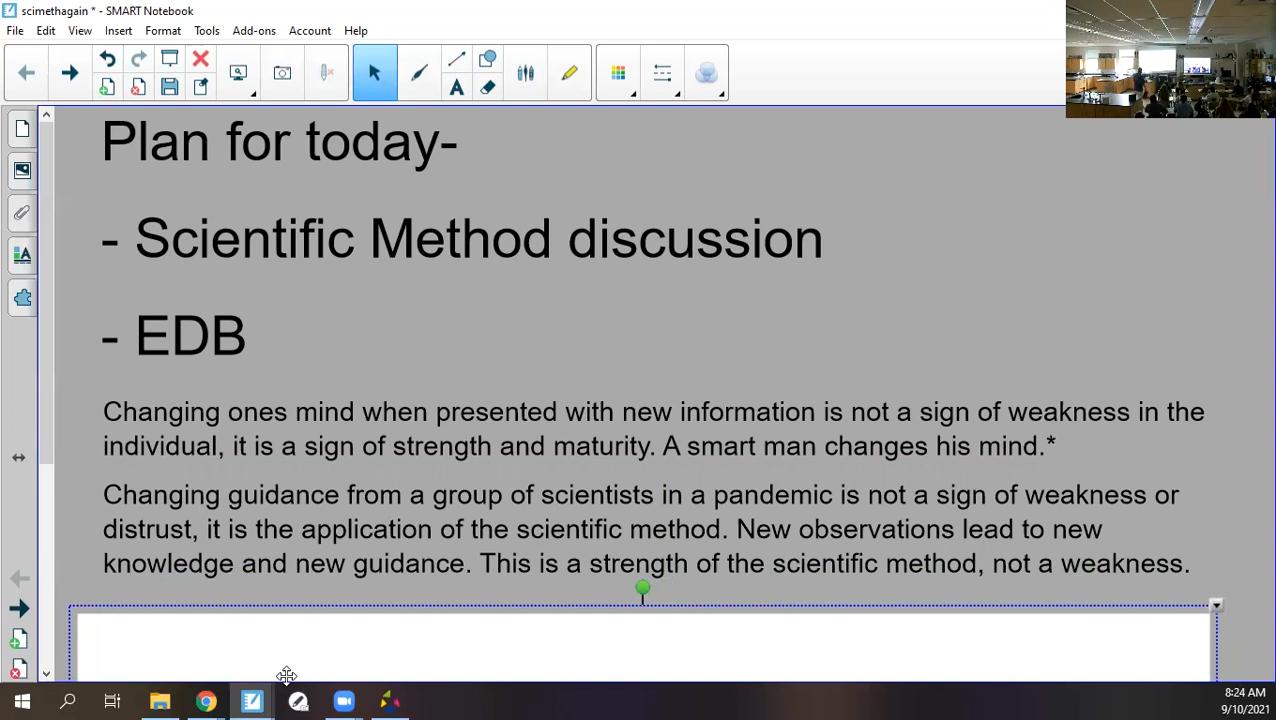 scimethagain * - SMART Notebook
File Edit View Insert Format Tools Add-ons Account Help
Plan for today-
- Scientific Method discussion
- EDB
Changing ones mind when presented with new information is not a sign of weakness in the
individual, it is a sign of strength and maturity. A smart man changes his mind.*
Changing guidance from a group of scientists in a pandemic is not a sign of weakness or
distrust, it is the application of the scientific method. New observations lead to new
knowledge and new guidance. This is a strength of the scientific method, not a weakness.
8:24 AM
9/10/2021